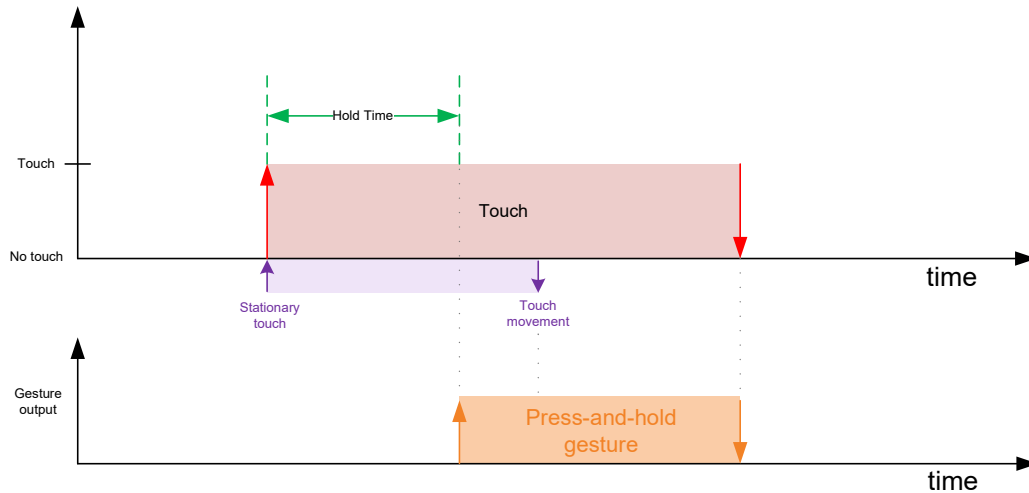 Hold Time
Touch
Touch
No touch
time
Stationary
touch
Touch
movement
Gesture
output
Press-and-hold
gesture
time